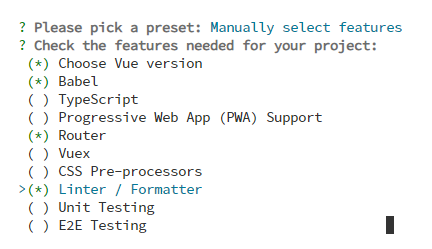 ? Please pick a preset: Manually select features
? Check the features needed for your project:
(*) Choose Vue version
(*) Babel
( ) TypeScript
( ) Progressive Web App (PWA) Support
(*) Router
( ) Vuex
( ) CSS Pre-processors
>(*) Linter / Formatter
( ) Unit Testing
( ) E2E Testing